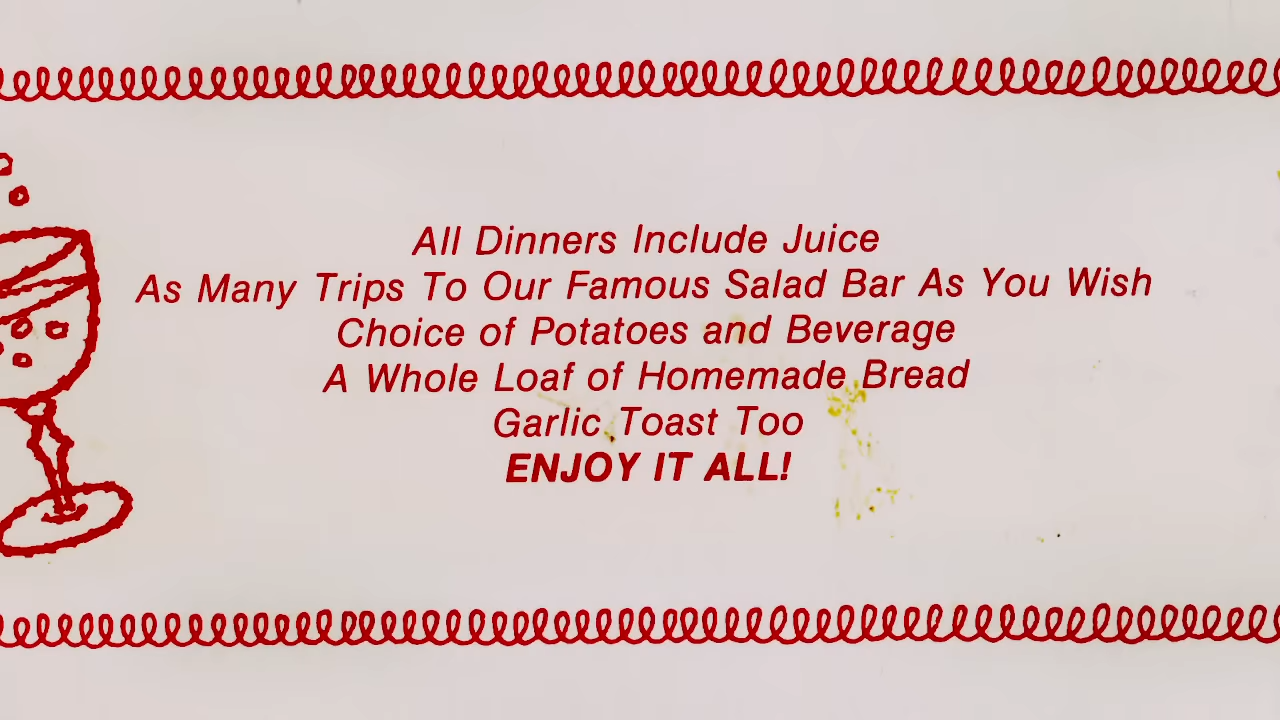 All Dinners Include Juice
As Many Trips To Our Famous Salad Bar As You Wish
Choice of Potatoes and Beverage
A Whole Loaf of Homemade Bread
Garlic Toast Too
ENJOY IT ALL!